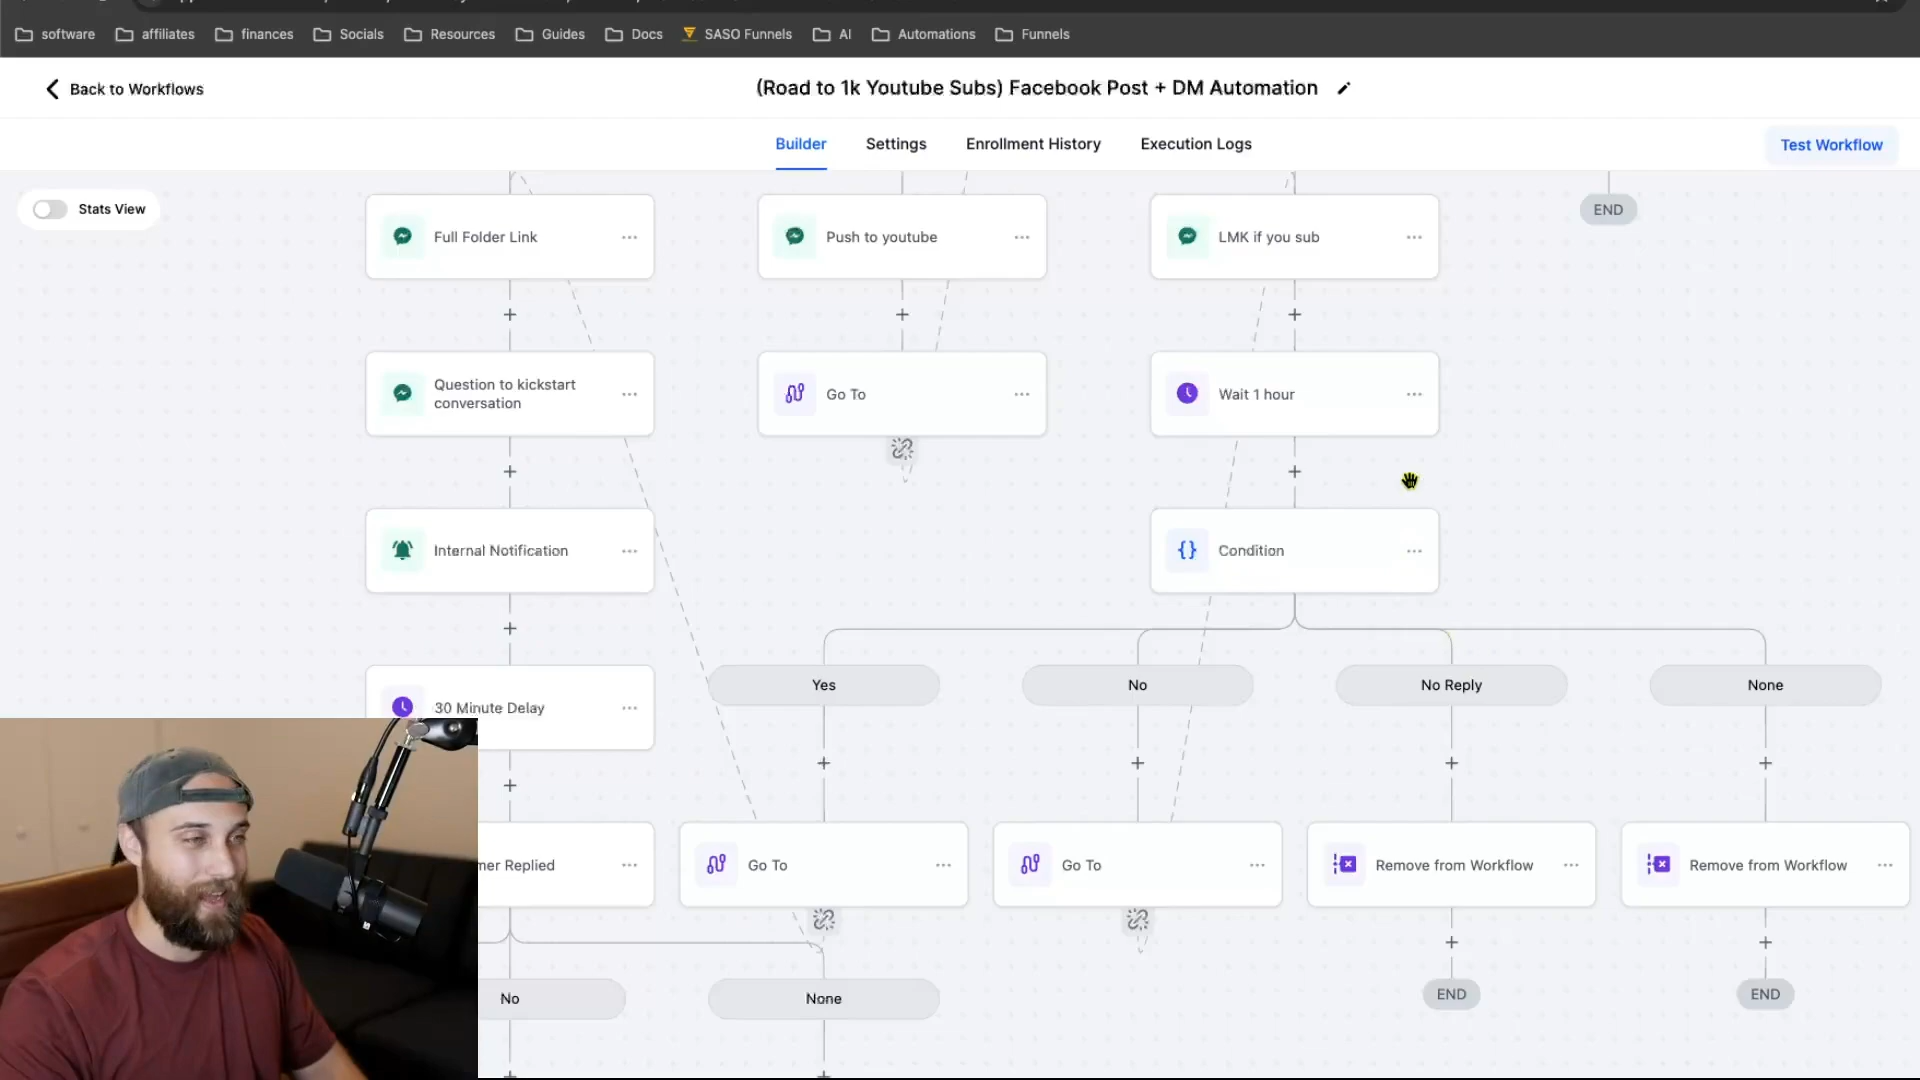 software
affiliates
finances
Socials
Resources
Guides
Docs
SASO Funnels
AI
Automations
Funnels
Back to Workflows
(Road to 1k Youtube Subs) Facebook Post + DM Automation
Builder
Settings
Enrollment History
Execution Logs
Test Workflow
Stats View
Full Folder Link
Push to youtube
LMK if you sub
END
Question to kickstart
conversation
Go To
Wait 1 hour
Internal Notification
Condition
30 Minute Delay
Yes
No
No Reply
None
Replied
Go To
Go To
Remove from Workflow
Remove from Workflow
No
None
END
END